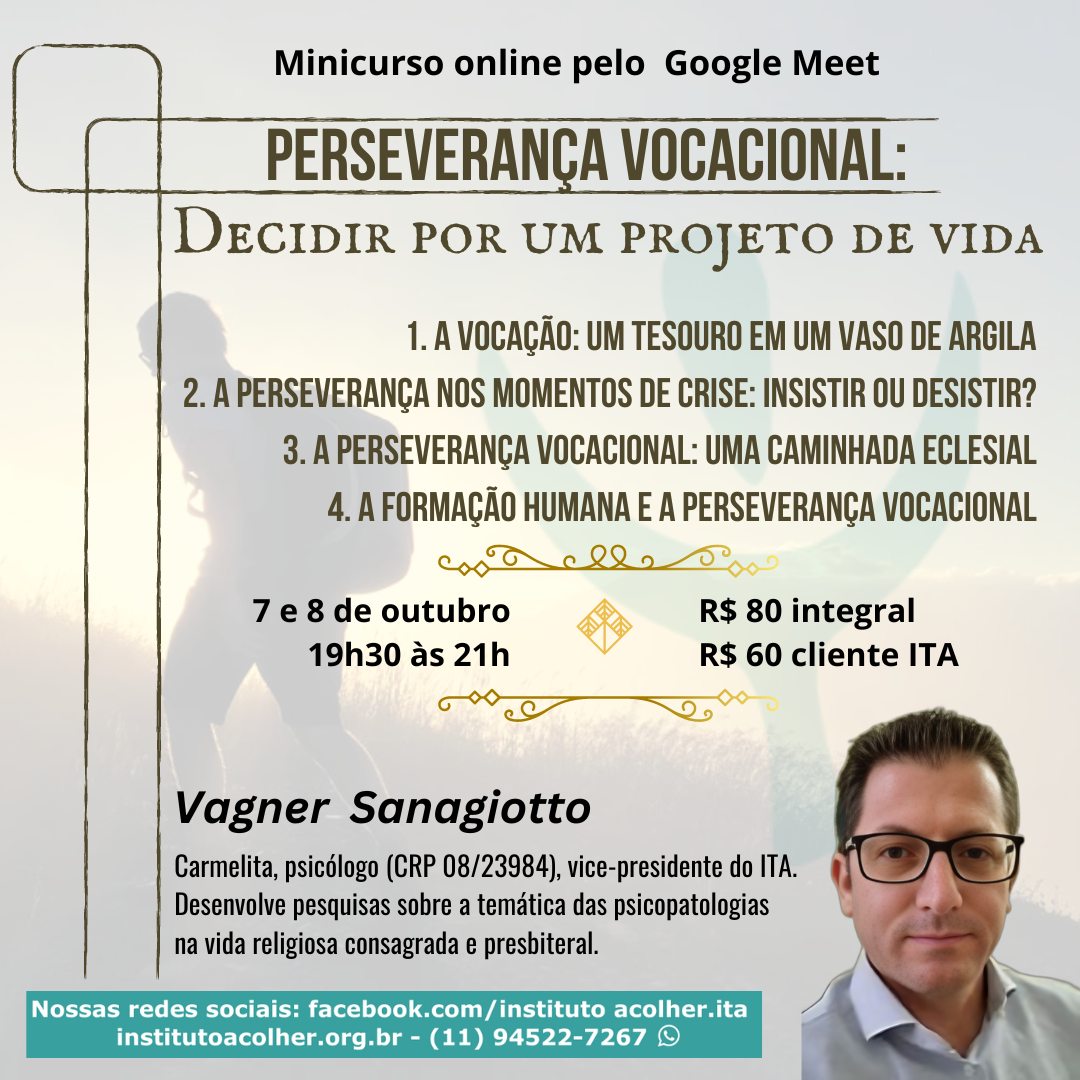 Minicurso online pelo Google Meet
PERSEVERANÇA VOCACIONAL:
Decidir por um projeto de vida
1. A VOCAÇÃO: UM TESOURO EM UM VASO DE ARGILA
2. A PERSEVERANÇA NOS MOMENTOS DE CRISE: INSISTIR OU DESISTIR?
3. A PERSEVERANÇA VOCACIONAL: UMA CAMINHADA ECLESIAL
4. A FORMAÇÃO HUMANA E A PERSEVERANÇA VOCACIONAL
7 e 8 de outubro
19h30 às 21h
R$ 80 integral
R$ 60 cliente ITA
Vagner Sanagiotto
Carmelita, psicólogo (CRP 08/23984), vice-presidente do ITA.
Desenvolve pesquisas sobre a temática das psicopatologias
na vida religiosa consagrada e presbiteral.
Nossas redes sociais: facebook.com/instituto acolher.ita
institutoacolher.org.br - (11) 94522-7267